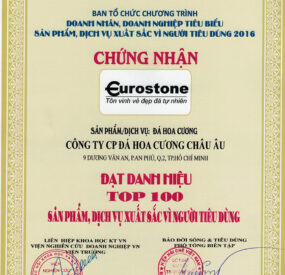 BAN TỔ CHỨC CHƯƠNG TRÌNH
DOANH NHÂN, DOANH NGHIỆP TIÊU BIỂU
SẢN PHẨM, DỊCH VỤ XUẤT SẮC VÌ NGƯỜI TIÊU DÙNG 2016
CHỨNG NHẬN
Eurostone
Tôn vinh vẻ đẹp đá tự nhiên
SẢN PHẨM/DỊCH VỤ: ĐÁ HOA CƯƠNG
CÔNG TY CP ĐÁ HOA CƯƠNG CHÂU ÂU
9 DƯƠNG VĂN AN, P.AN PHÚ, Q.2, TP.HỒ CHÍ MINH
ĐẠT DANH HIỆU
TOP 100
SẢN PHẨM, DỊCH VỤ XUẤT SẮC VÌ NGƯỜI TIÊU DÙNG
LIÊN HIỆP KHOA HỌC KT VN
VIỆN NGHIÊN CỨU DOANH NGHIỆP VN
VIỆN TRƯỞNG
BÁO ĐỜI SỐNG & TIÊU DÙNG
PHÓ TỔNG BIÊN TẬP